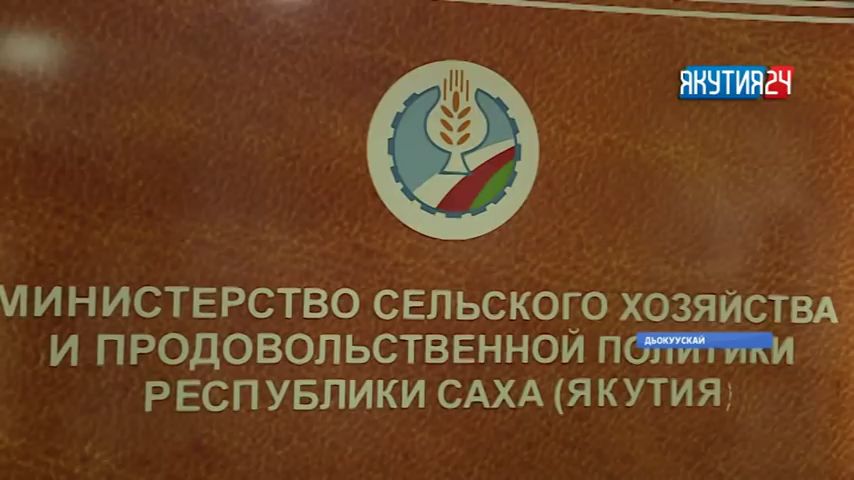 ЯКУТИЯ24
МИНИСТЕРСТВО СЕЛЬСКОГО ХОЗЯЙСТВА
И ПРОДОВОЛЬСТВЕННОЙ ПОЛИТИКИ
ДЬОКУУСКАЙ
РЕСПУБЛИКИ САХА (ЯКУТИЯ)